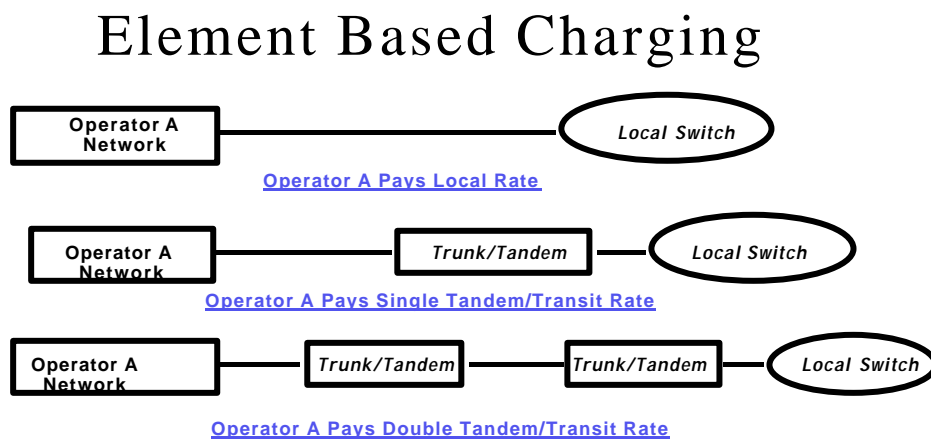 Element Based Charging
Operator A
Network
Local Switch
Operator A Pays Local Rate
Operator A
Network
Trunk/Tandem
Local Switch
Operator A Pays Single Tandem/Transit Rate
Operator A
Network
Trunk/Tandem
Trunk/Tandem
Local Switch
Operator A Pays Double Tandem/Transit Rate